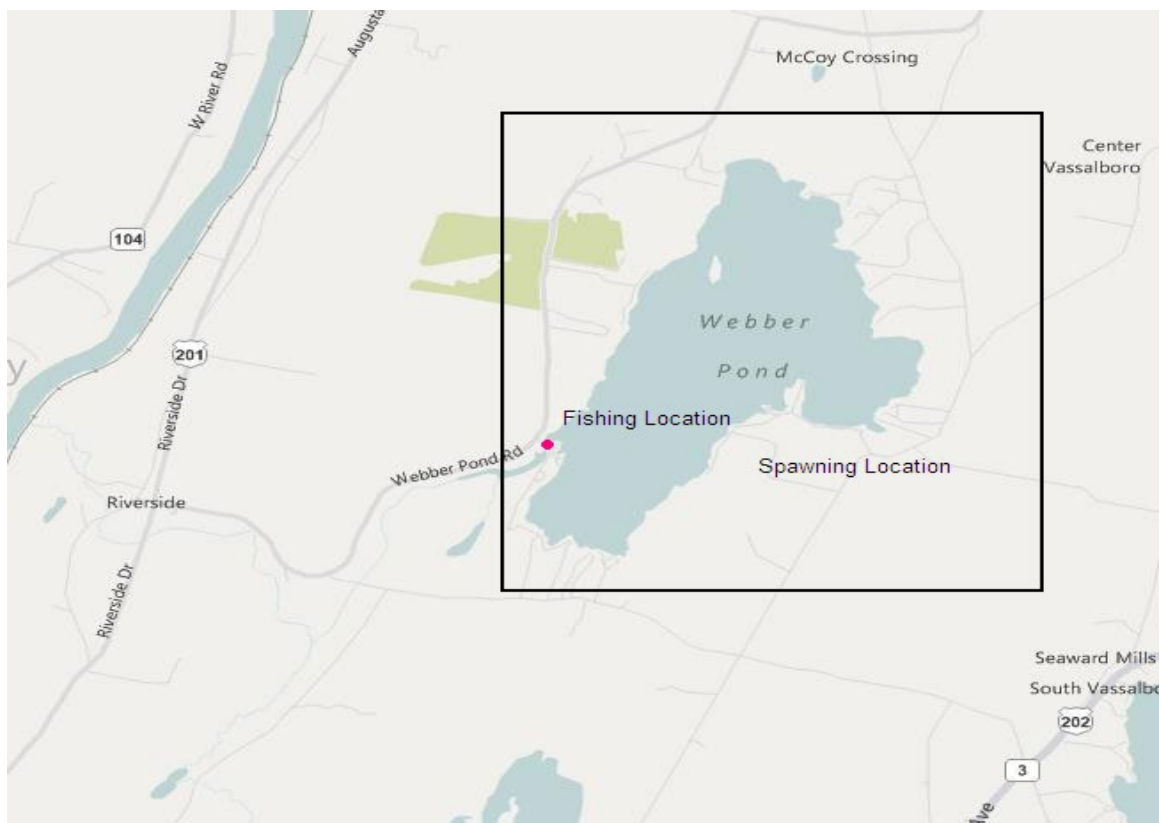 McCoy Crossing
Augusta
W River Rd
Center
Vassalboro
104
Webber
Pond
201
Riverside Dr
Fishing Location
Webber Pond Rd
Spawning Location
Riverside
Riverside Dr
Seaward Mills
South Vassalbo
202
3
Ave
y